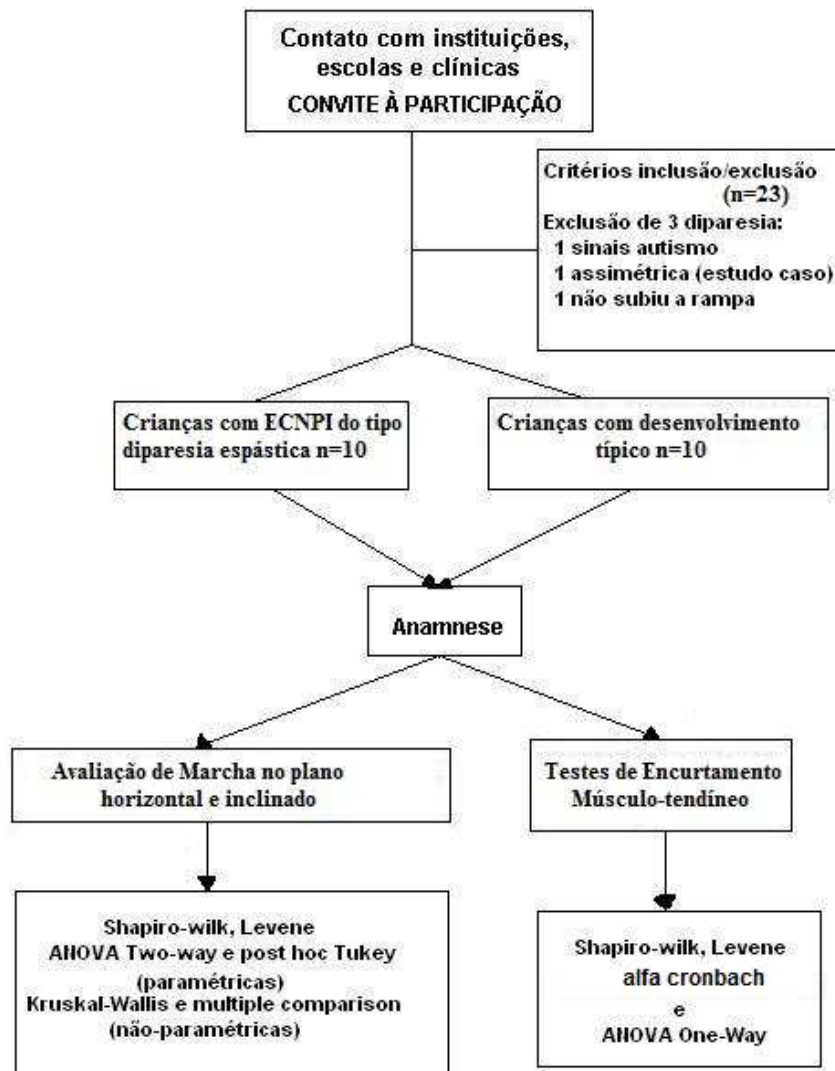 Contato com instituições,
escolas e clínicas
CONVITE À PARTICIPAÇÃO
Critérios inclusão/exclusão
(n=23)
Exclusão de 3 diparesia:
1 sinais autismo
1 assimétrica (estudo caso)
1 não subiu a rampa
Crianças com ECNPI do tipo
diparesia espástica n=10
Crianças com desenvolvimento
típico n=10
Anamnese
Avaliação de Marcha no plano
horizontal e inclinado
Testes de Encurtamento
Músculo-tendíneo
Shapiro-wilk, Levene
ANOVA Two-way e post hoc Tukey
(paramétricas)
Kruskal-Wallis e multiple comparison
(não-paramétricas)
Shapiro-wilk, Levene
alfa cronbach
e
ANOVA One-Way